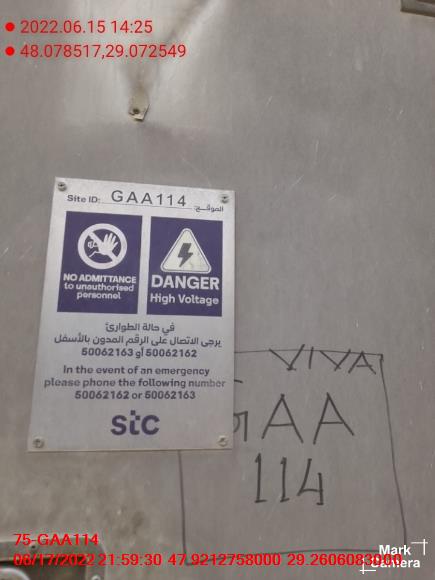 2022.06.15 14:25
48.078517,29.072549
Site ID: GAA114 الموقع:
NO ADMITTANCE
to unauthorised
personnel
DANGER
High Voltage
في حالة الطوارئ
يرجى الاتصال على الرقم المدون بالأسفل
50062162 أو 50062163
In the event of an emergency
please phone the following number
50062162 or 50062163
stc
VIVA
GAA
114
75-GAA114
06/17/2022 21:59:30 47.9212758000 29.2606083000
Mark
Camera